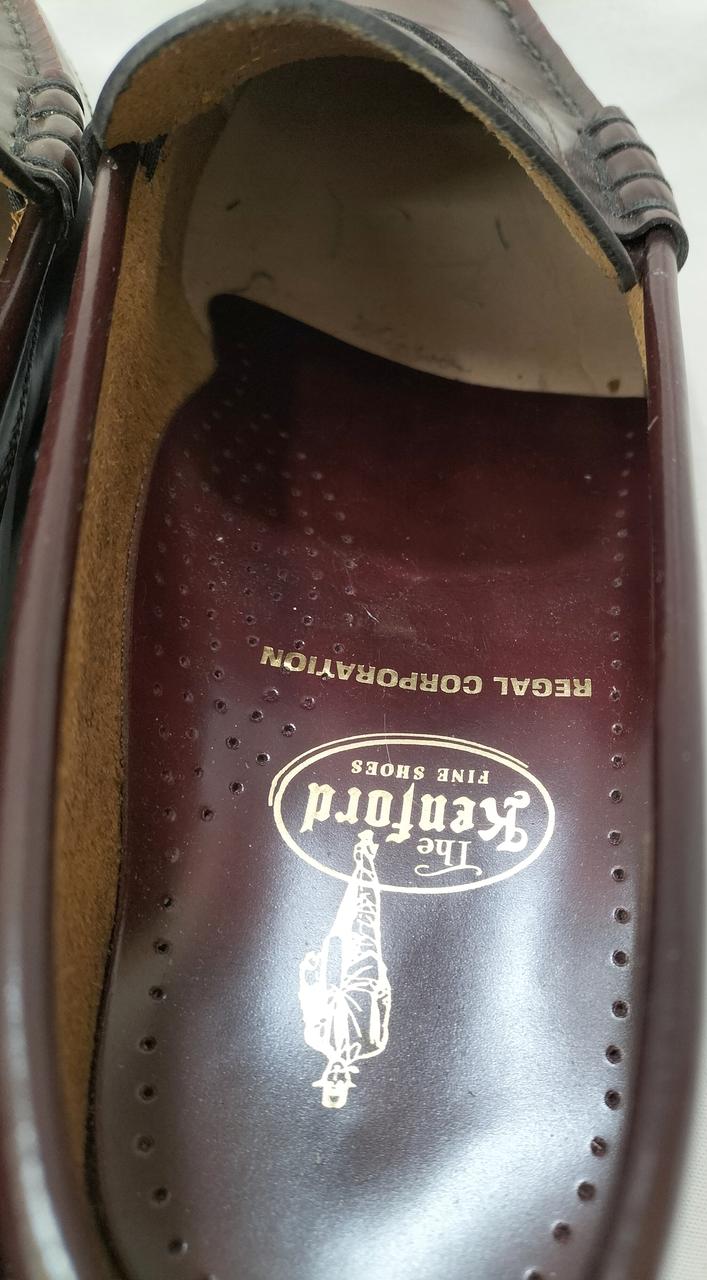 The
Kenford
FINE SHOES
REGAL CORPORATION